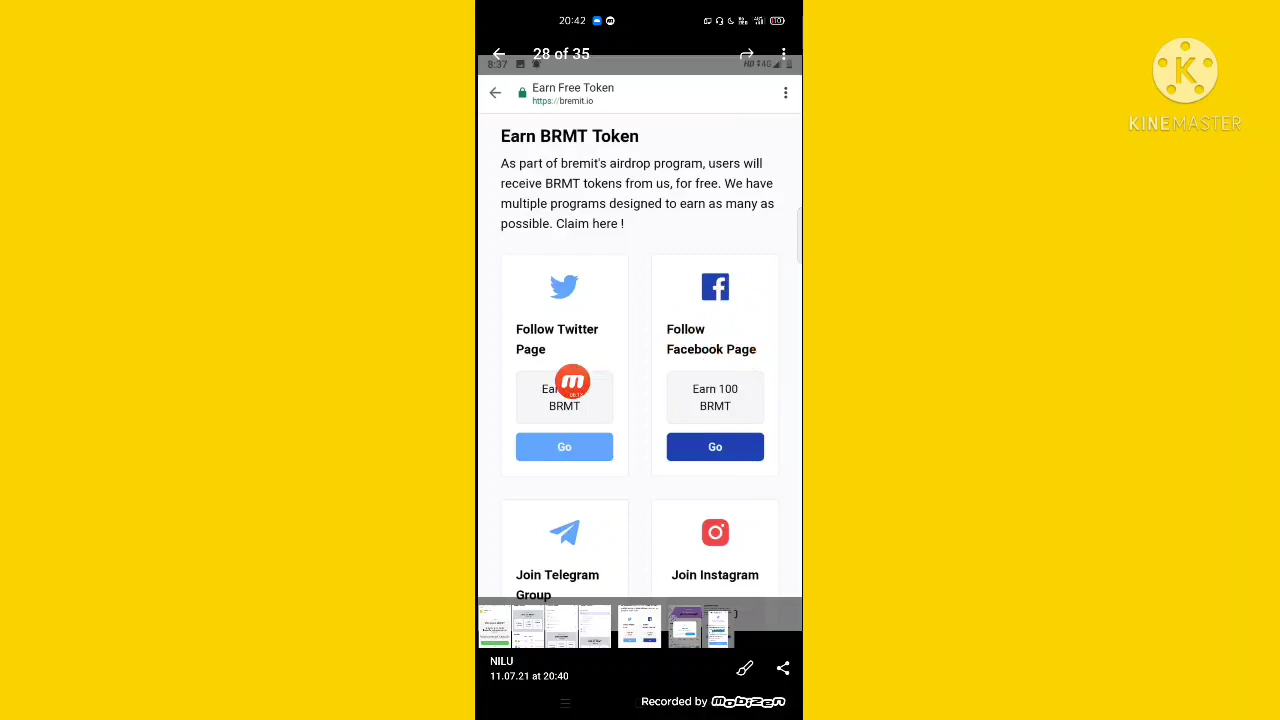 20:42
28 of 35
8:37
Earn Free Token
https://bremit.io
Earn BRMT Token
As part of bremit's airdrop program, users will
receive BRMT tokens from us, for free. We have
multiple programs designed to earn as many as
possible. Claim here !
Follow Twitter
Page
BRMT
Go
Follow
Facebook Page
Earn 100
BRMT
Go
Join Telegram
Group
Join Instagram
NILU
11.07.21 at 20:40
Recorded by mobizen
K
KINEMASTER